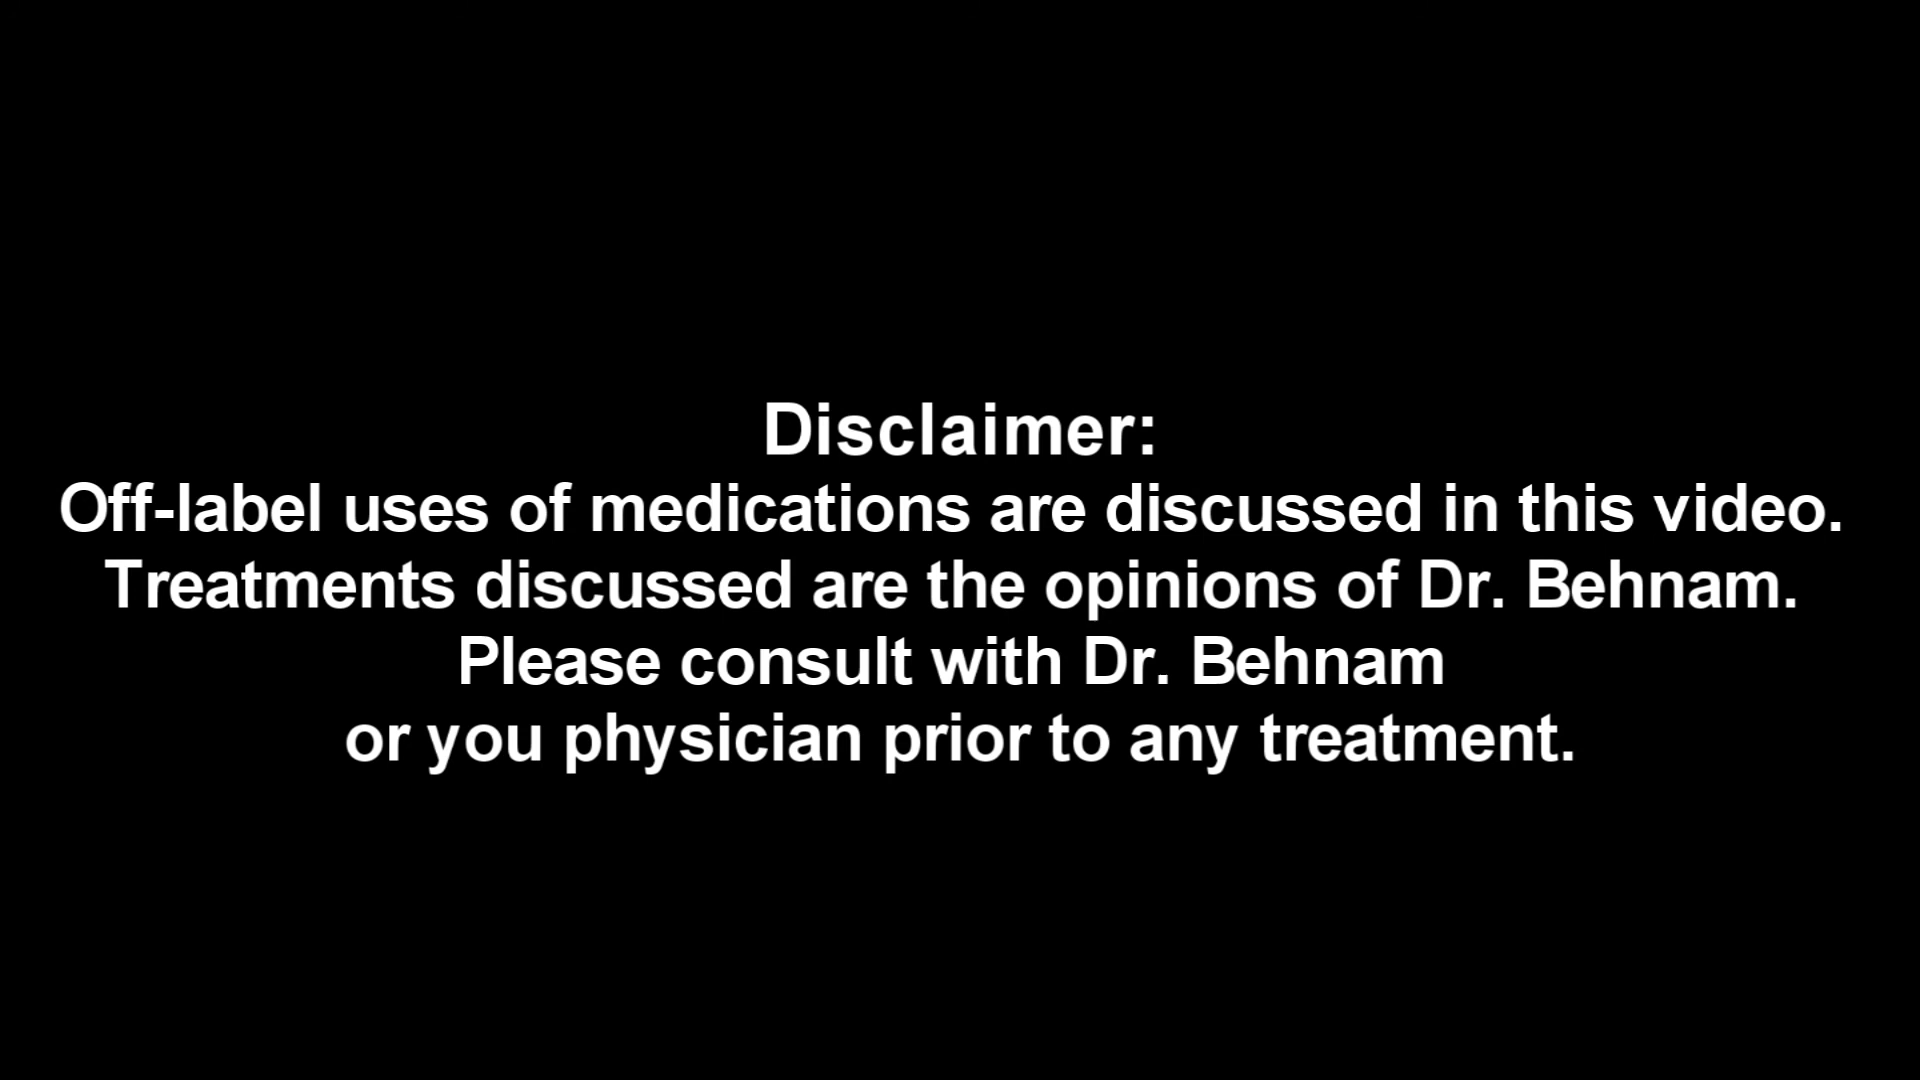 Disclaimer:
Off-label uses of medications are discussed in this video.
Treatments discussed are the opinions of Dr. Behnam.
Please consult with Dr. Behnam
or you physician prior to any treatment.